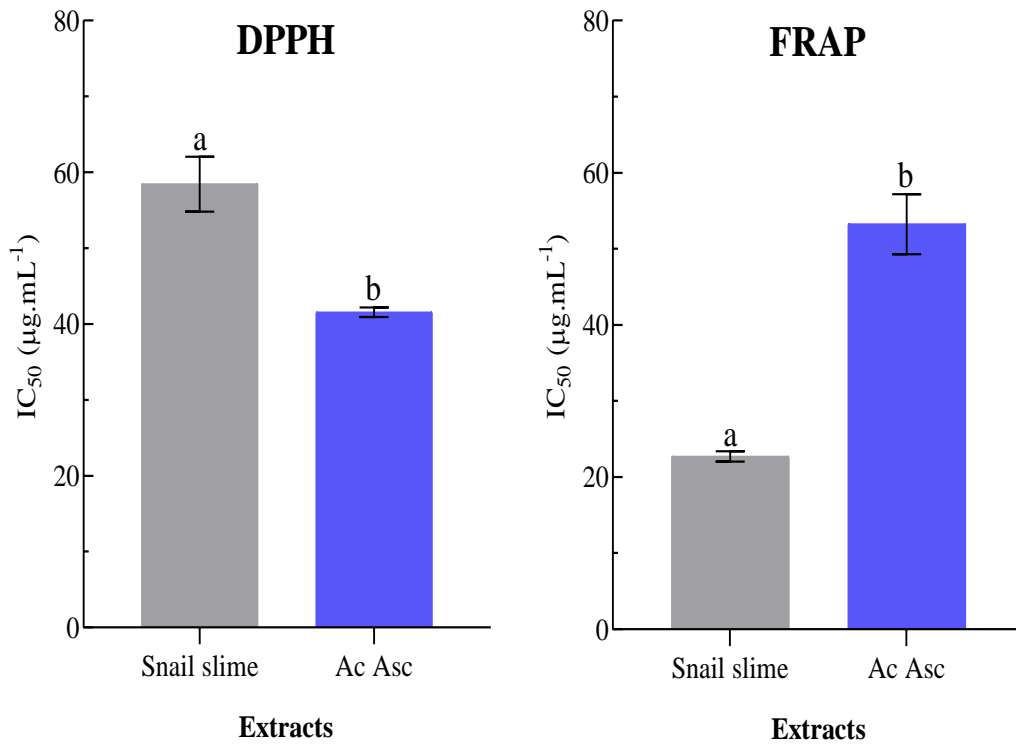 DPPH
80
60
40
20
0
IC₅₀ (µg.mL⁻¹)
a
b
Snail slime
Ac Asc
Extracts
FRAP
80
60
40
20
0
IC₅₀ (µg.mL⁻¹)
a
b
Snail slime
Ac Asc
Extracts